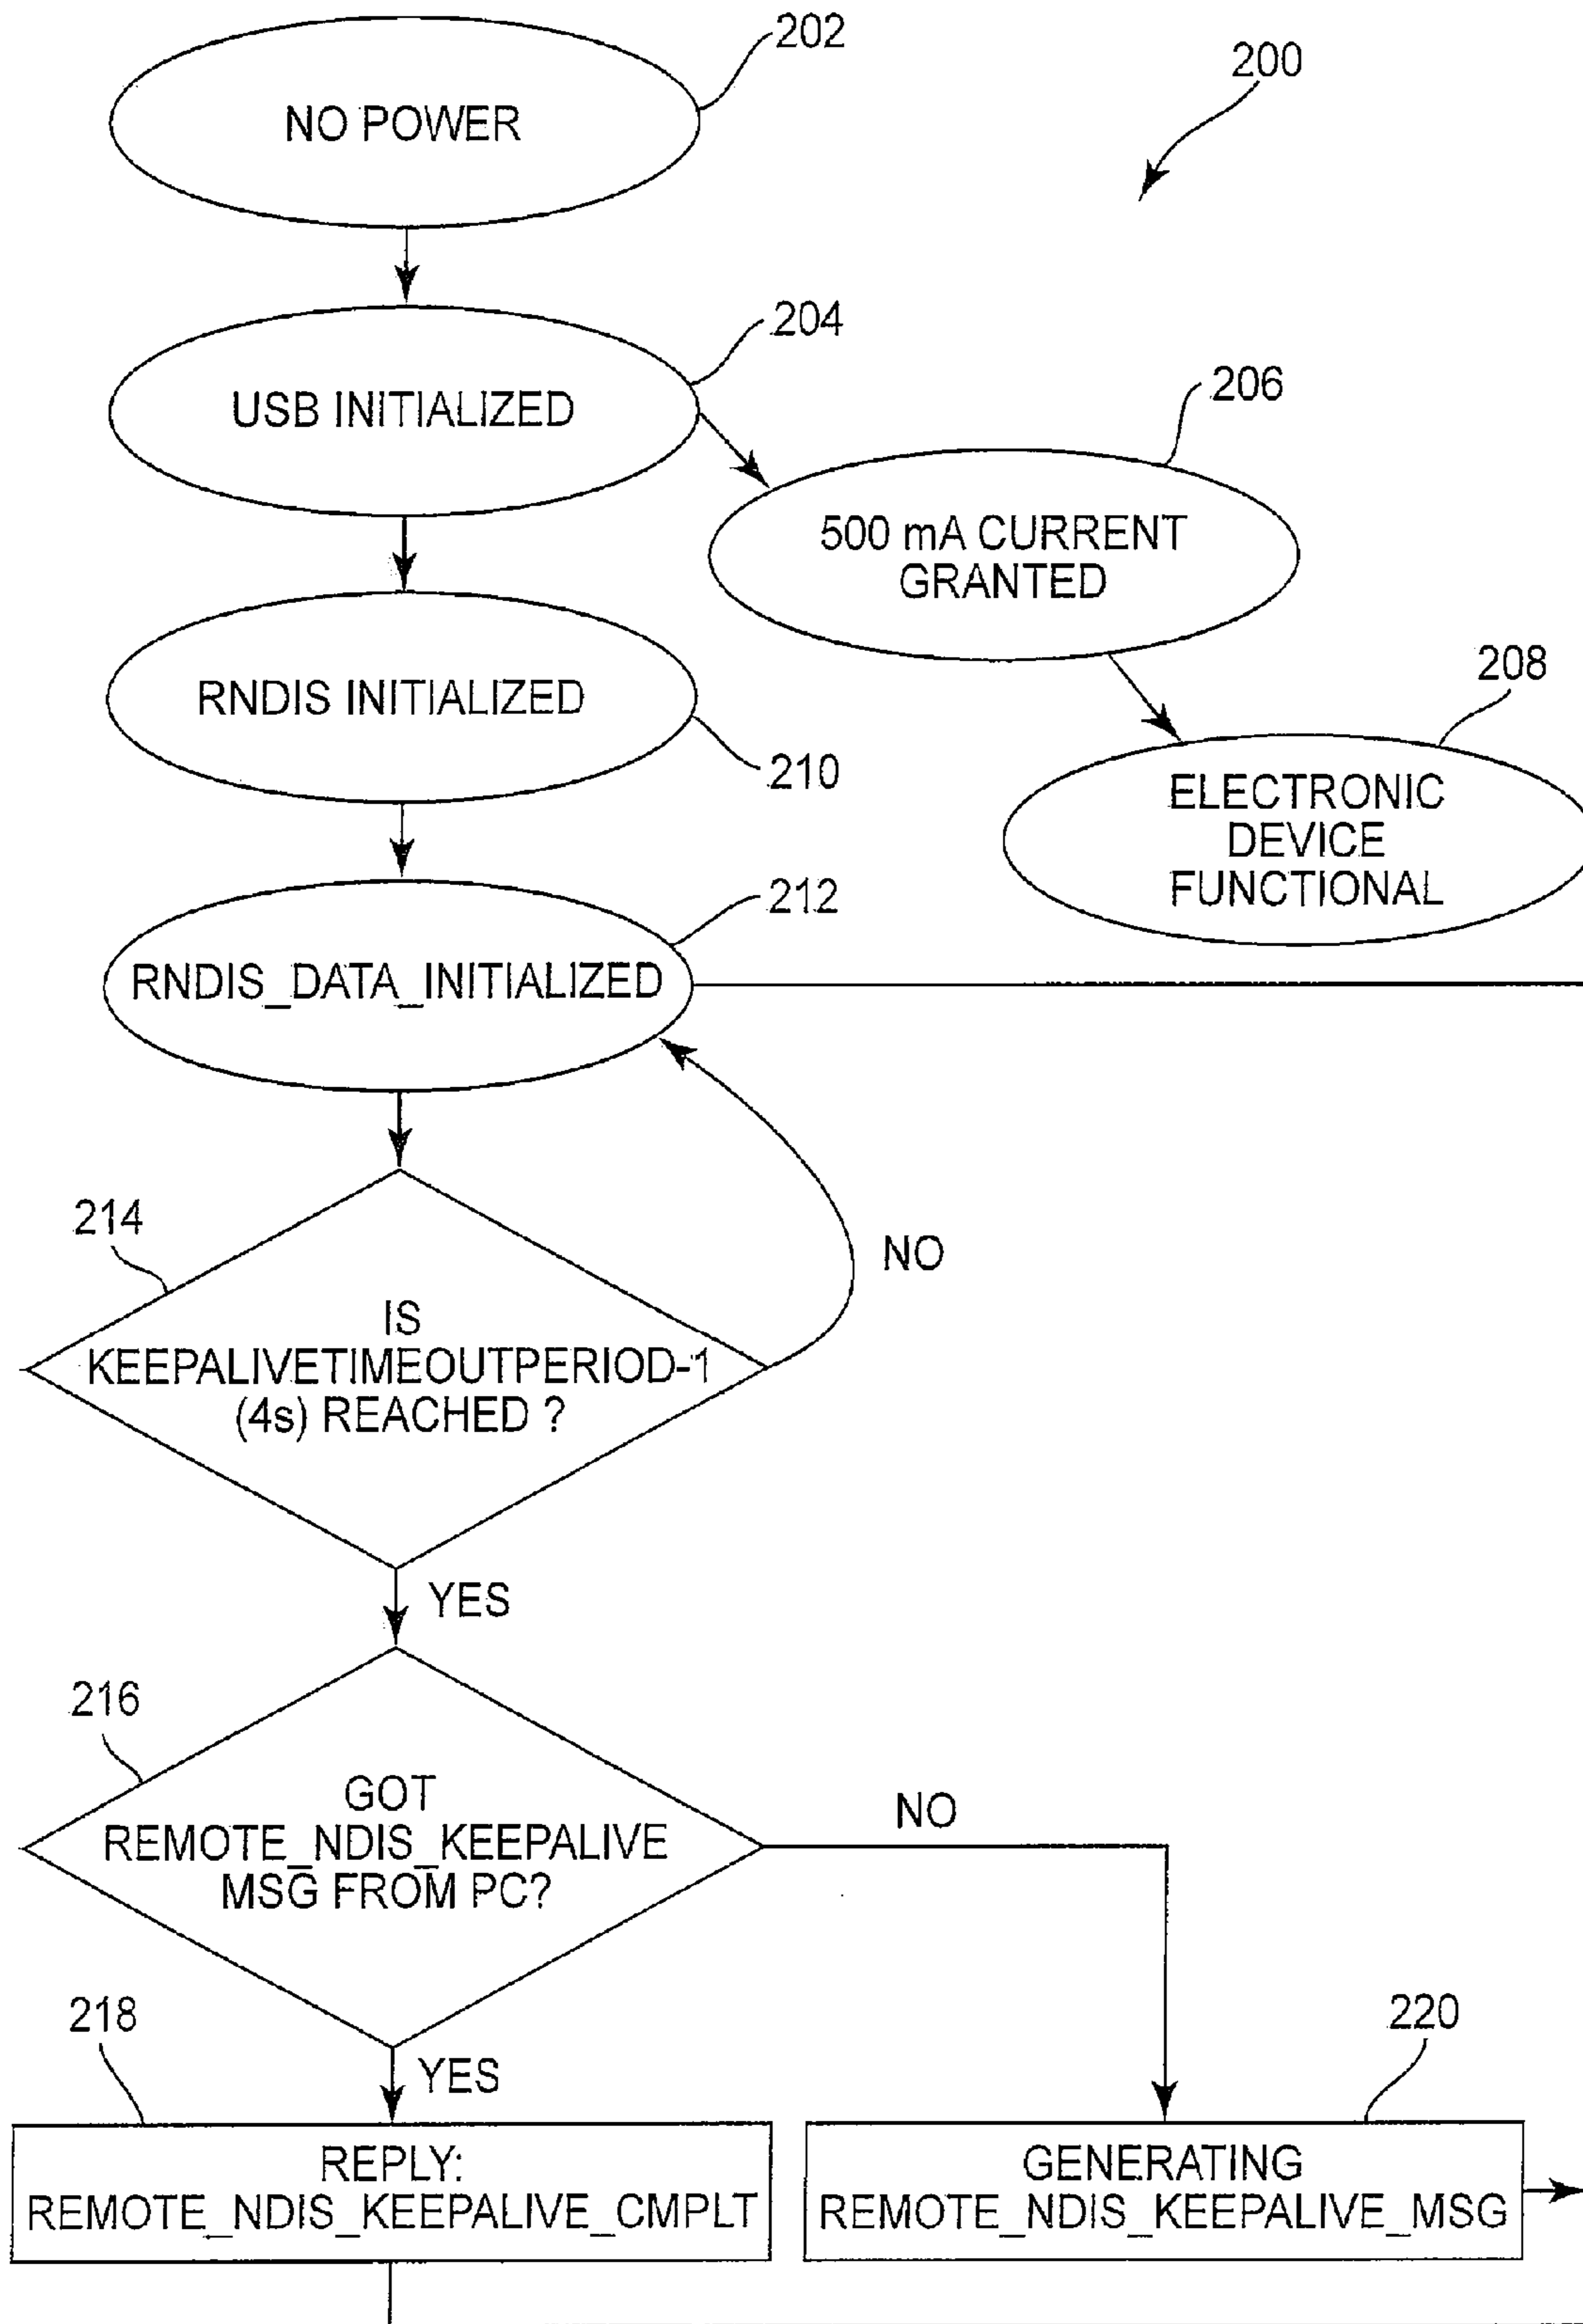 202
200
NO POWER
204
USB INITIALIZED
206
500 mA CURRENT
GRANTED
208
RNDIS INITIALIZED
210
ELECTRONIC
DEVICE
FUNCTIONAL
212
RNDIS_DATA_INITIALIZED
214
NO
IS
KEEPALIVETIMEOUTPERIOD-1
(4s) REACHED ?
YES
216
GOT
REMOTE_NDIS_KEEPALIVE
MSG FROM PC?
NO
218
YES
220
REPLY:
REMOTE_NDIS_KEEPALIVE_CMPLT
GENERATING
REMOTE_NDIS_KEEPALIVE_MSG